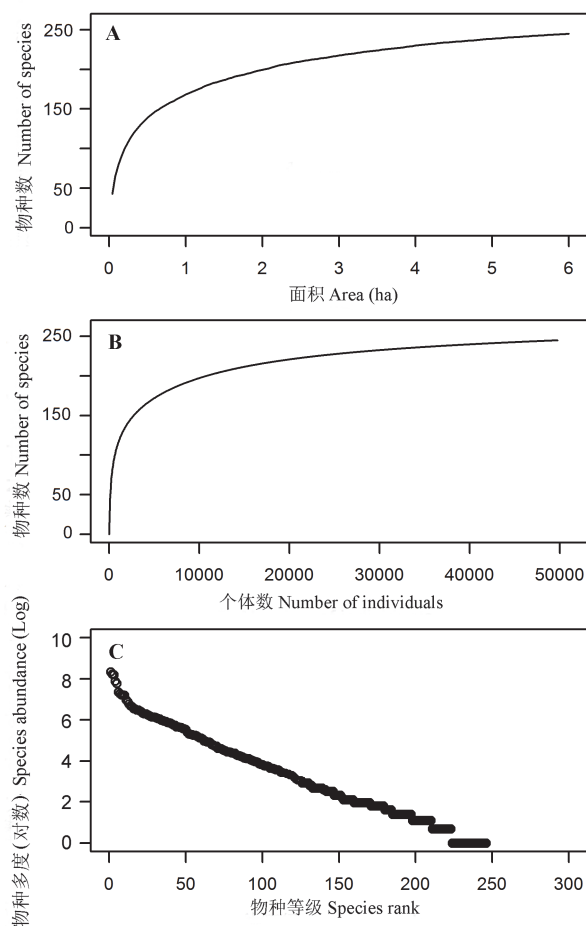 A
物种数 Number of species
250
150
50
0
0 1 2 3 4 5 6
面积 Area (ha)
B
物种数 Number of species
250
150
50
0
0 10000 20000 30000 40000 50000
个体数 Number of individuals
C
物种多度(对数) Species abundance(Log)
10
8
6
4
2
0
0 50 100 150 200 250 300
物种等级 Species rank